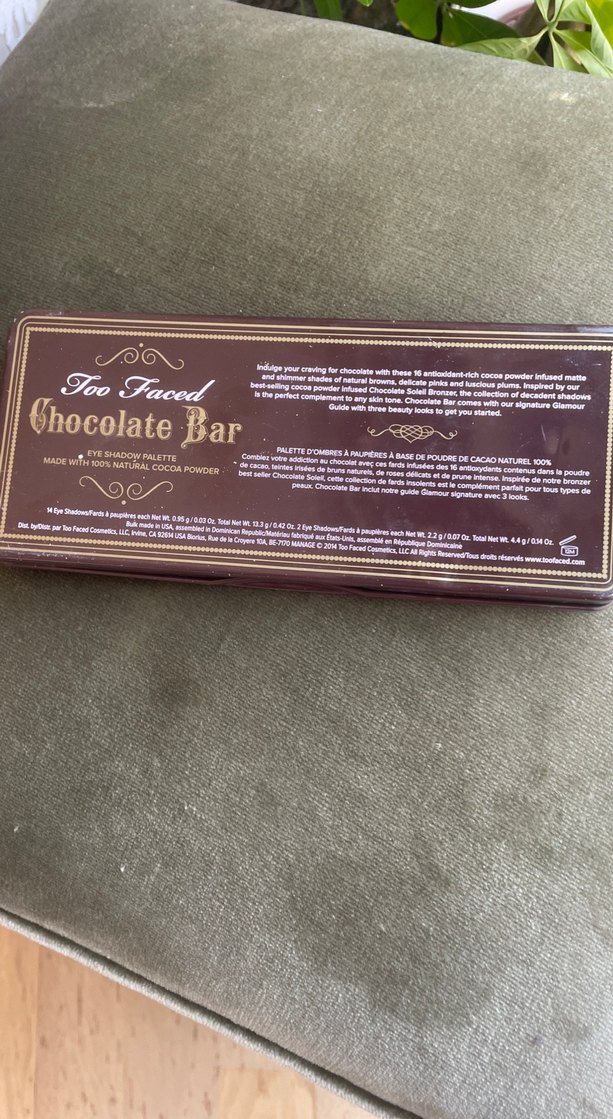 Too Faced
Chocolate Bar
EYE SHADOW PALETTE
MADE WITH 100% NATURAL COCOA POWDER
Indulge your craving for chocolate with these 16 antioxidant-rich cocoa powder infused matte
and shimmer shades of natural browns, delicate pinks and luscious plums. Inspired by our
best-selling cocoa powder infused Chocolate Soleil Bronzer, the collection of decadent shadows
is the perfect complement to any skin tone. Chocolate Bar comes with our signature Glamour
Guide with three beauty looks to get you started.
PALETTE D'OMBRES À PAUPIÈRES À BASE DE POUDRE DE CACAO NATUREL 100%
Comblez votre addiction au chocolat avec ces fards infusées des 16 antioxydants contenus dans la poudre
de cacao, teintes irisées de bruns naturels, de roses délicats et de prune intense. Inspirée de notre bronzer
best seller Chocolate Soleil, cette collection de fards insolents est le complément parfait pour tous types de
peaux. Chocolate Bar inclut notre guide Glamour signature avec 3 looks.
14 Eye Shadows/Fards à paupières each Net Wt. 0.95 g / 0.03 Oz. Total Net Wt. 13.3 g / 0.42 Oz. 2 Eye Shadows/Fards à paupières each Net Wt. 2.2 g / 0.07 Oz. Total Net Wt. 4.4 g / 0.14 Oz.
Bulk made in USA, assembled in Dominican Republic/Matériau fabriqué aux États-Unis, assemblé en République Dominicaine
Dist. by/Distr. par Too Faced Cosmetics, LLC, Irvine, CA 92614 USA Biorius, Rue de la Croyere 10A, BE-7170 MANAGE © 2014 Too Faced Cosmetics, LLC All Rights Reserved/Tous droits réservés www.toofaced.com
12M